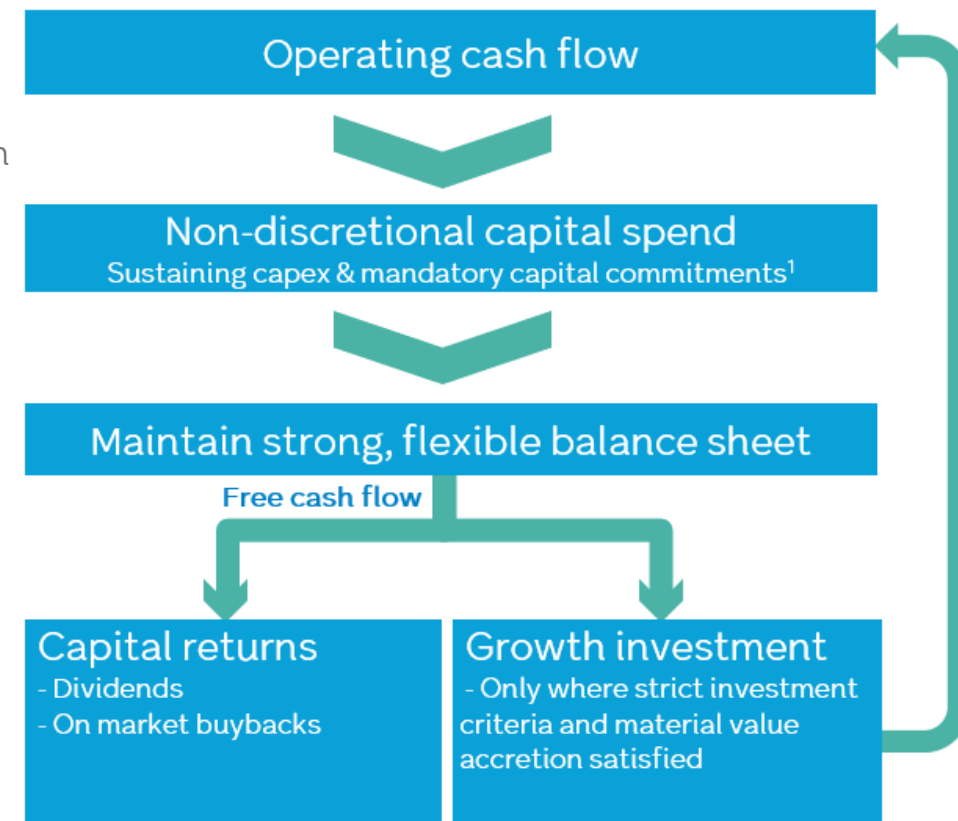 Operating cash flow
Non-discretional capital spend
Sustaining capex & mandatory capital commitments¹
Maintain strong, flexible balance sheet
Free cash flow
Capital returns
- Dividends
- On market buybacks
Growth investment
- Only where strict investment
criteria and material value
accretion satisfied